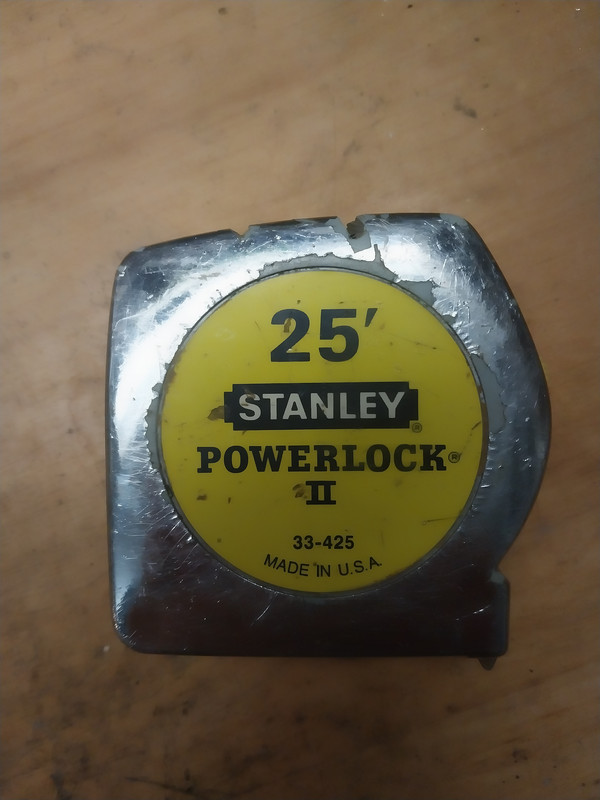 25'
STANLEY®
POWERLOCK®
II
33-425
MADE IN U.S.A.